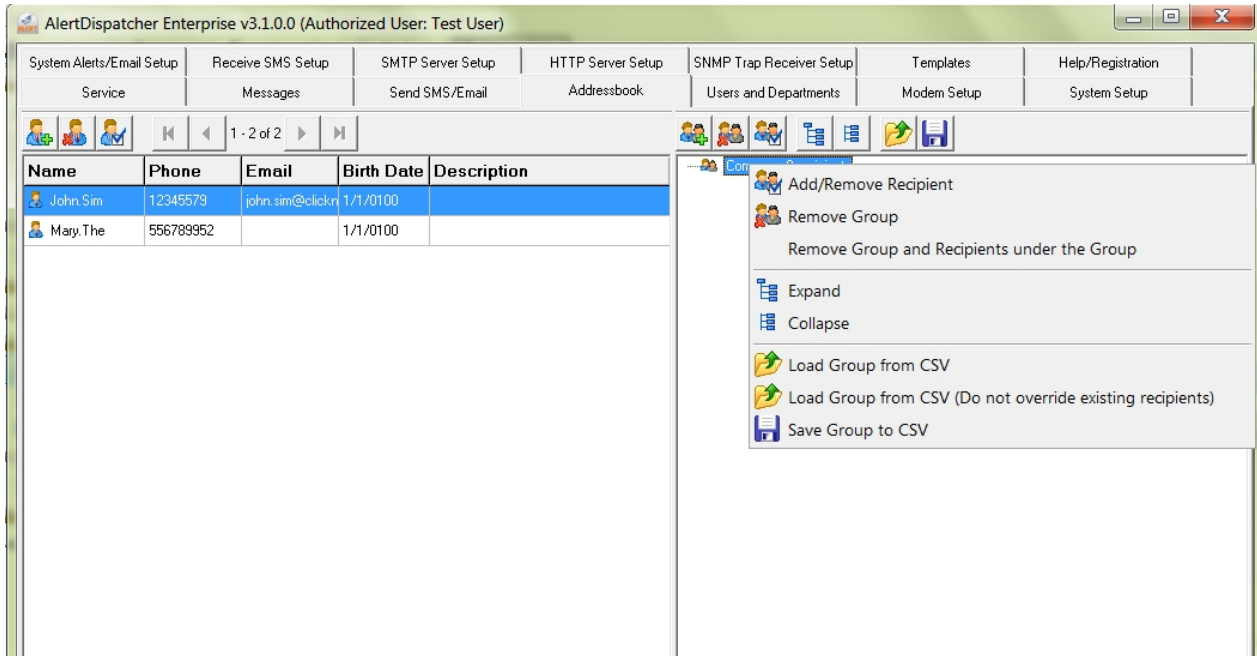 AlertDispatcher Enterprise v3.1.0.0 (Authorized User: Test User)
System Alerts/Email Setup Receive SMS Setup SMTP Server Setup HTTP Server Setup SNMP Trap Receiver Setup Templates Help/Registration
Service Messages Send SMS/Email Addressbook Users and Departments Modem Setup System Setup
1 - 2 of 2
Name Phone Email Birth Date Description
John.Sim 12345579 john.sim@clickn 1/1/0100
Mary.The 556789952 1/1/0100
Add/Remove Recipient
Remove Group
Remove Group and Recipients under the Group
Expand
Collapse
Load Group from CSV
Load Group from CSV (Do not override existing recipients)
Save Group to CSV